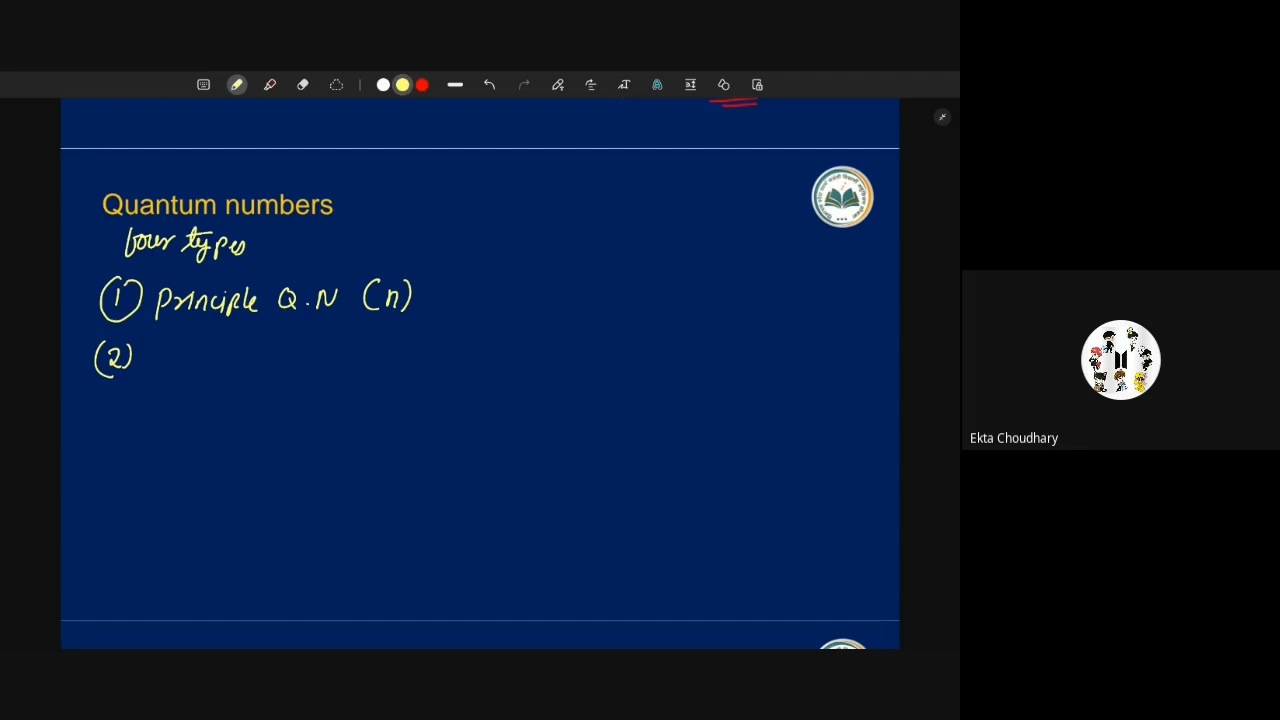 Quantum numbers
four types
(1) Principle Q.N (n)
(2)
Ekta Choudhary